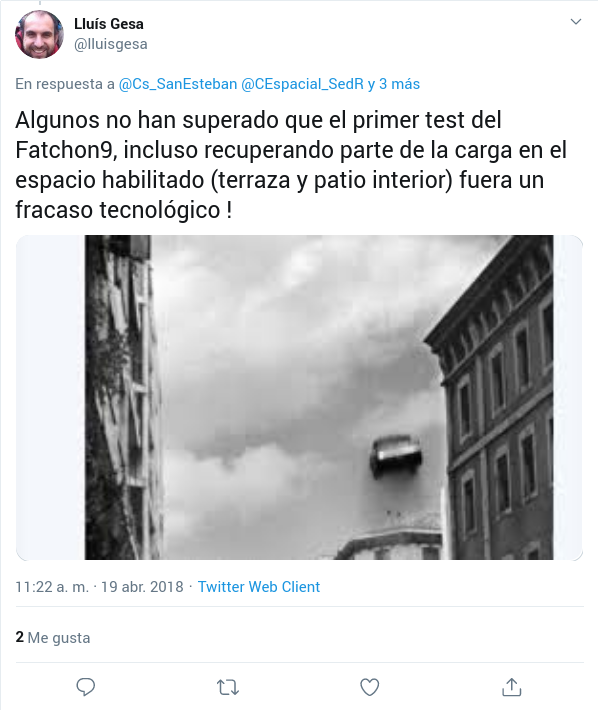 Lluís Gesa
@lluisgesa
En respuesta a @Cs_SanEsteban @CEspacial_SedR y 3 más
Algunos no han superado que el primer test del
Fatchon9, incluso recuperando parte de la carga en el
espacio habilitado (terraza y patio interior) fuera un
fracaso tecnológico !
11:22 a. m. · 19 abr. 2018 · Twitter Web Client
2 Me gusta